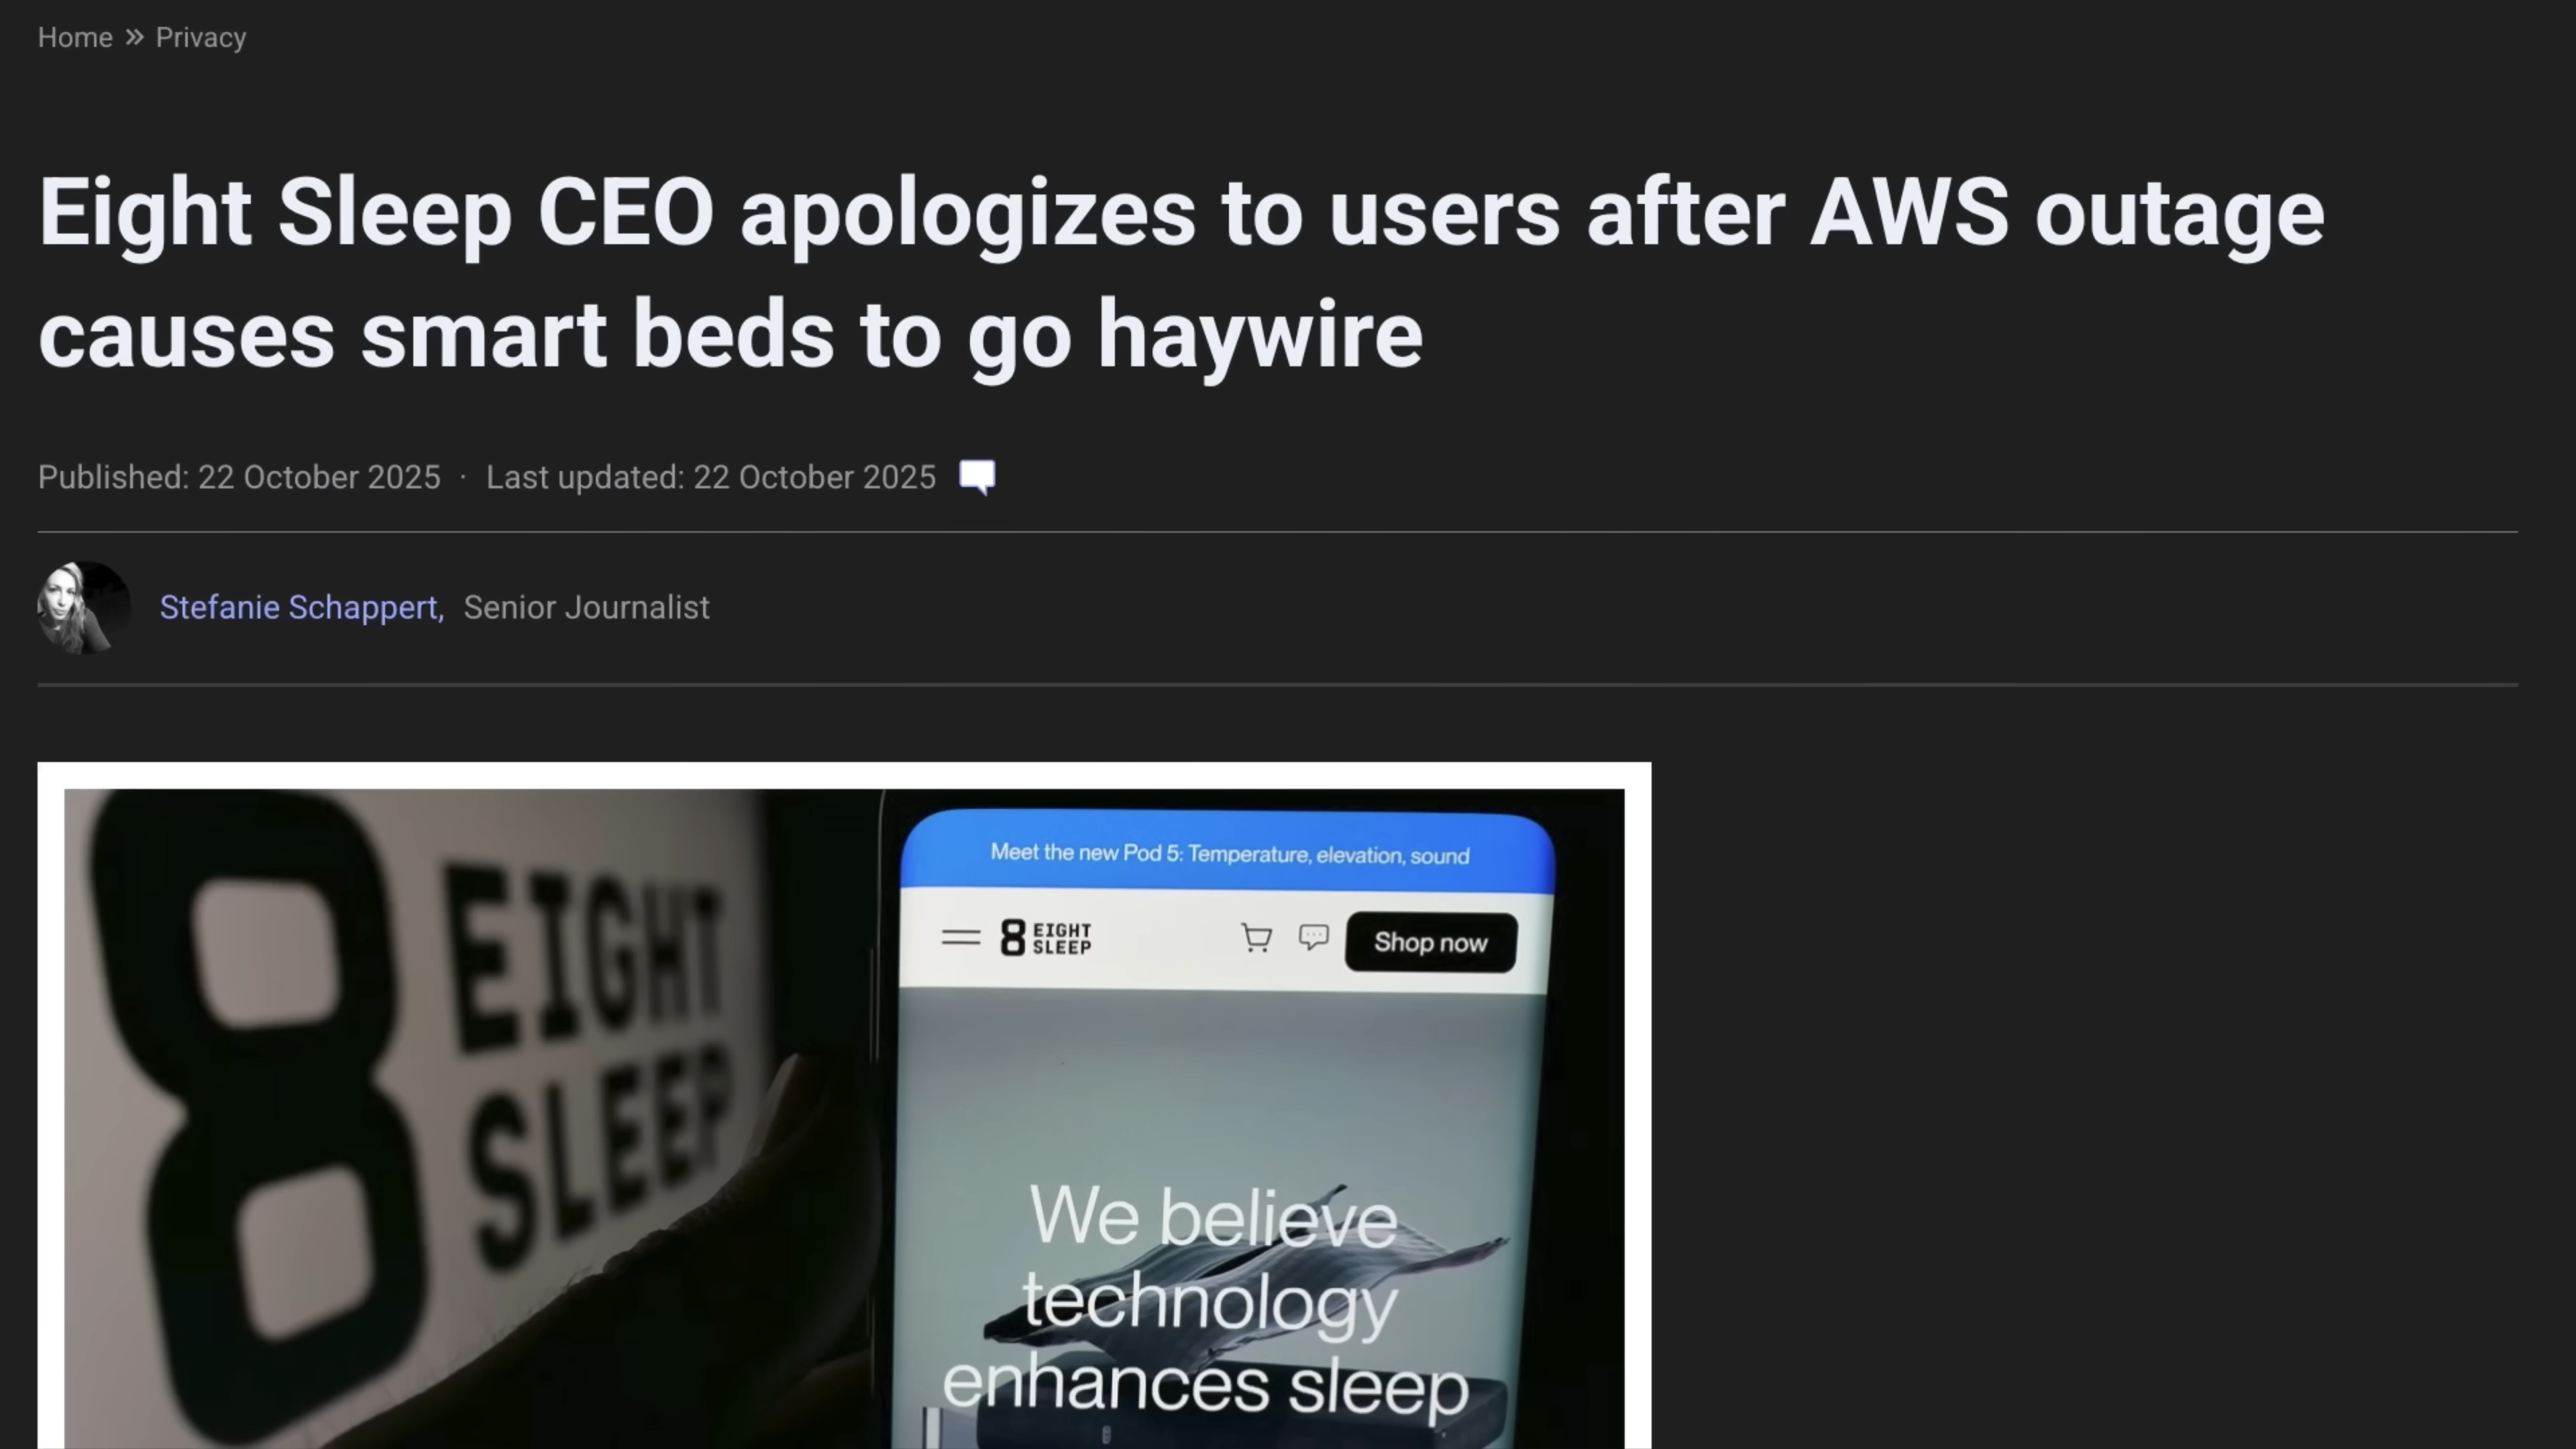 Home » Privacy
Eight Sleep CEO apologizes to users after AWS outage
causes smart beds to go haywire
Published: 22 October 2025 · Last updated: 22 October 2025
Stefanie Schappert, Senior Journalist
8 EIGHT
SLEEP
Meet the new Pod 5: Temperature, elevation, sound
8 EIGHT
SLEEP
Shop now
We believe
technology
enhances sleep